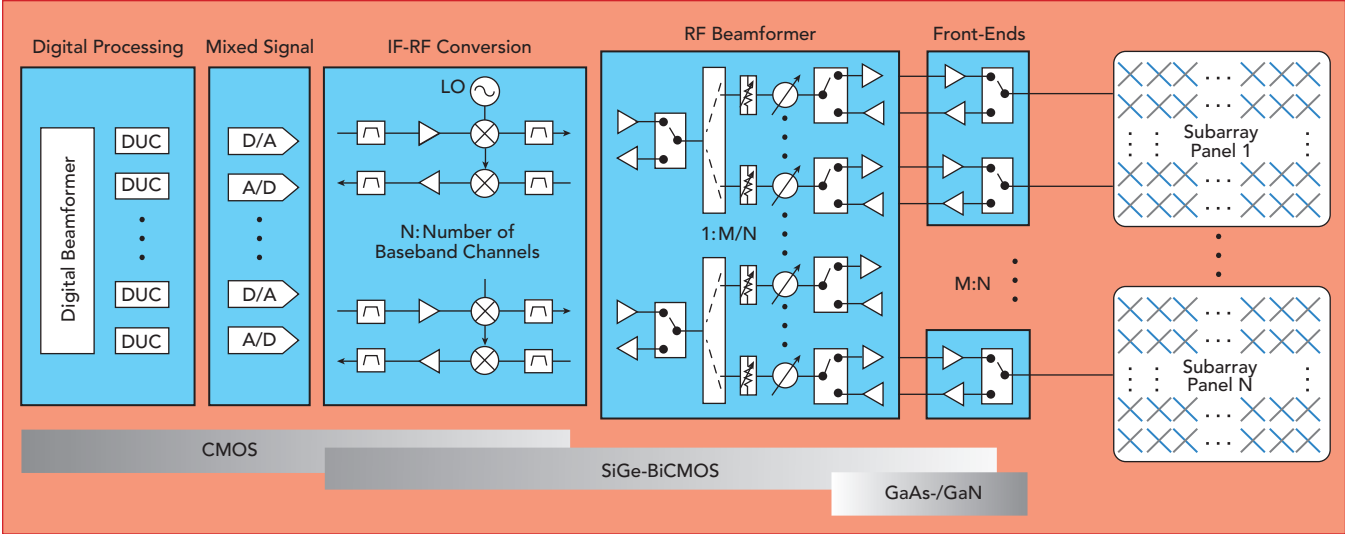 Digital Processing
Mixed Signal
IF-RF Conversion
RF Beamformer
Front-Ends
Digital Beamformer
DUC
DUC
DUC
DUC
D/A
A/D
D/A
A/D
LO
N: Number of
Baseband Channels
1:M/N
M:N
Subarray
Panel 1
Subarray
Panel N
CMOS
SiGe-BiCMOS
GaAs-/GaN